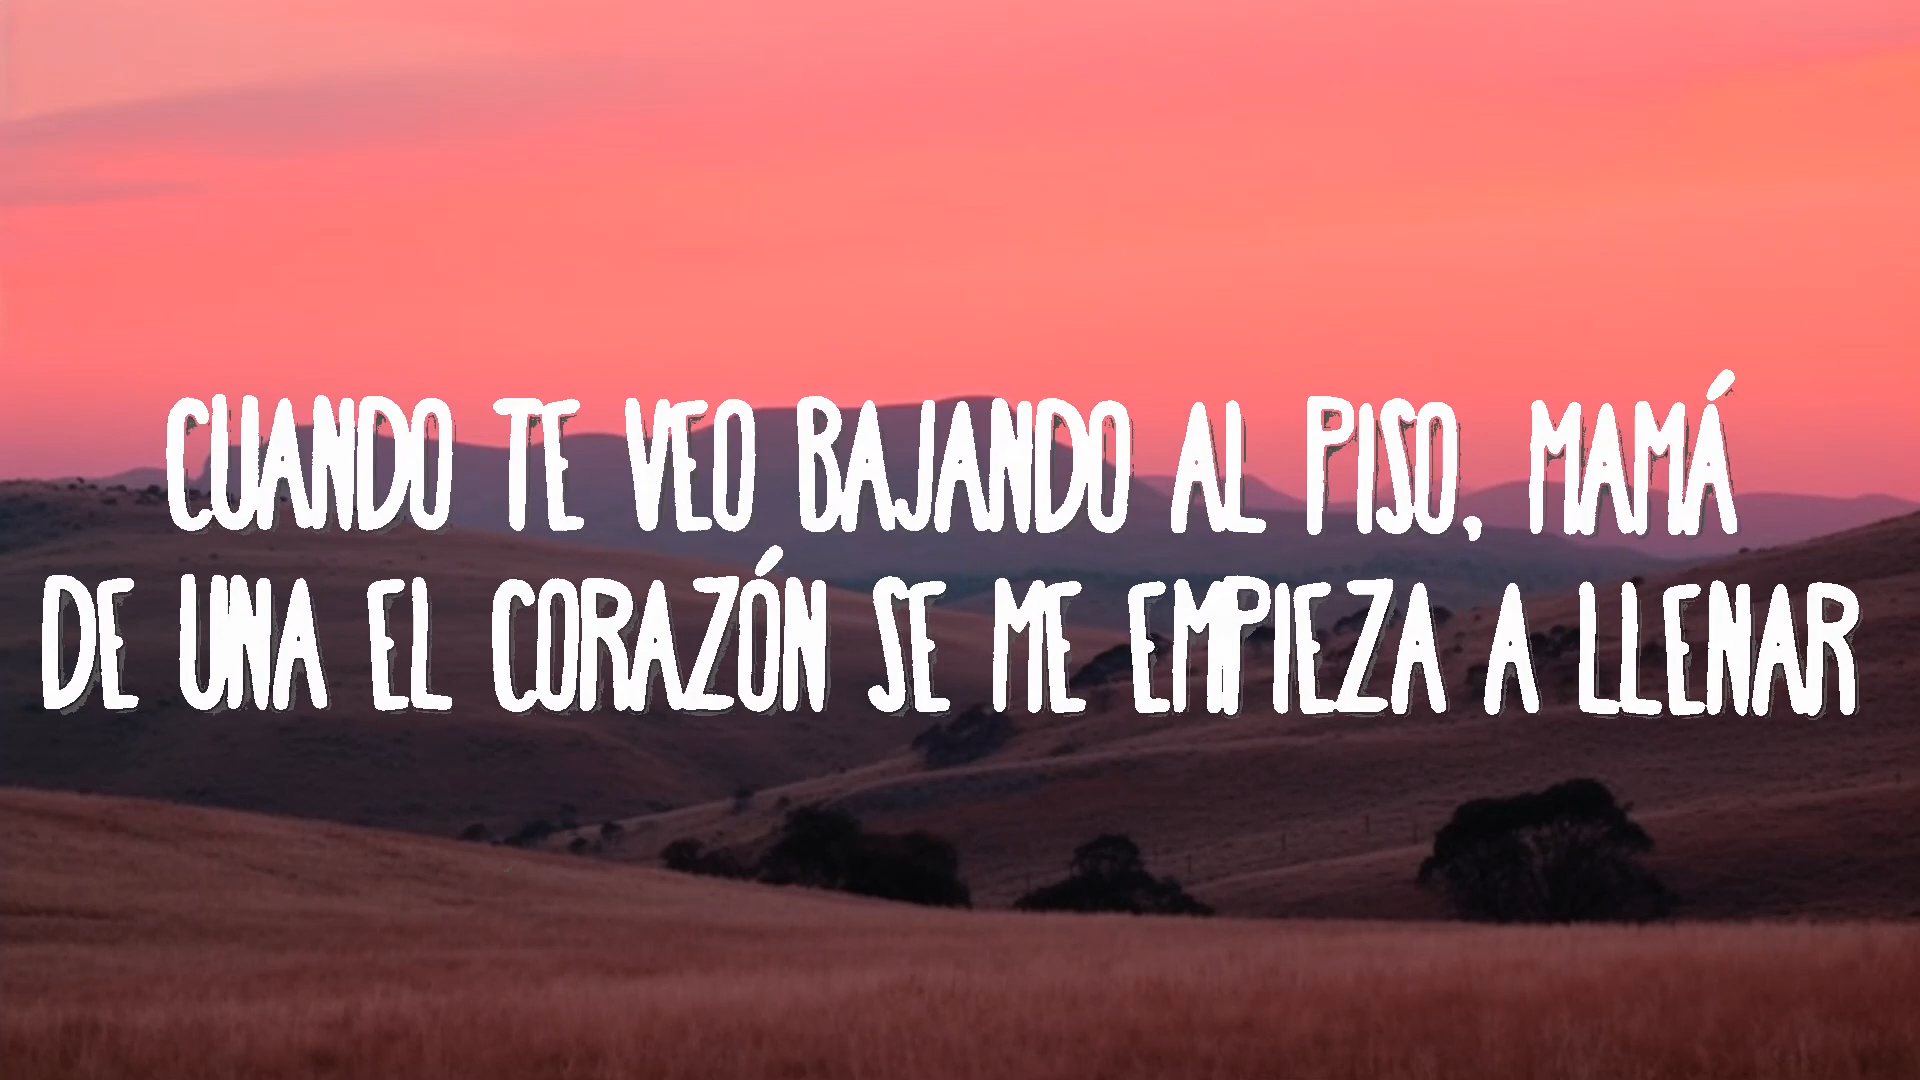 CUANDO TE VEO BAJANDO AL PISO, MAMÁ
DE UNA EL CORAZÓN SE ME EMPIEZA A LLENAR